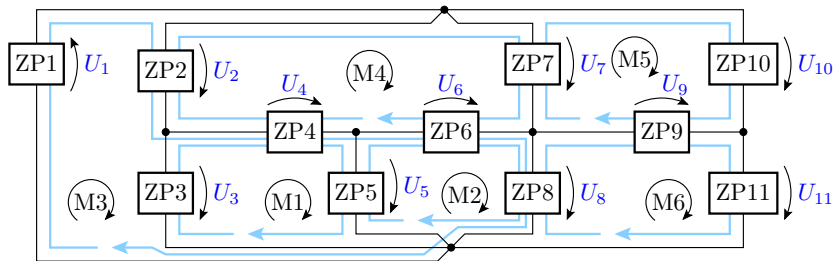 ZP1 U1 ZP2 U2 M4 ZP7 U7 M5 ZP10 U10
U4 U6 U9
ZP4 ZP6 ZP9
M3 ZP3 U3 M1 ZP5 U5 M2 ZP8 U8 M6 ZP11 U11